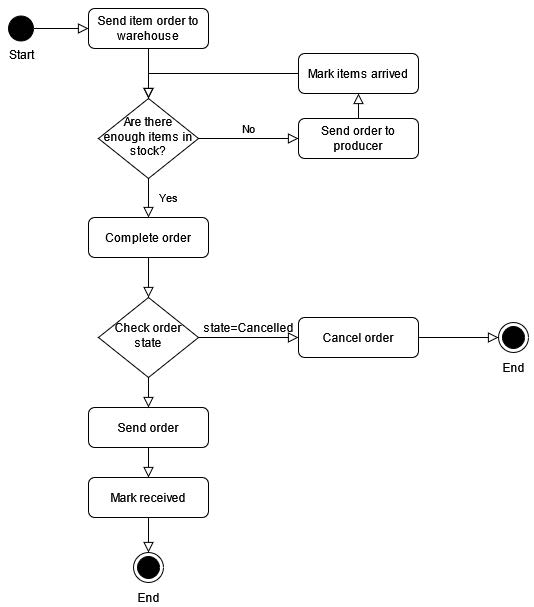 Send item order to
warehouse
Start
Mark items arrived
Are there
enough items in
stock?
No
Send order to
producer
Yes
Complete order
Check order
state
state=Cancelled
Cancel order
End
Send order
Mark received
End